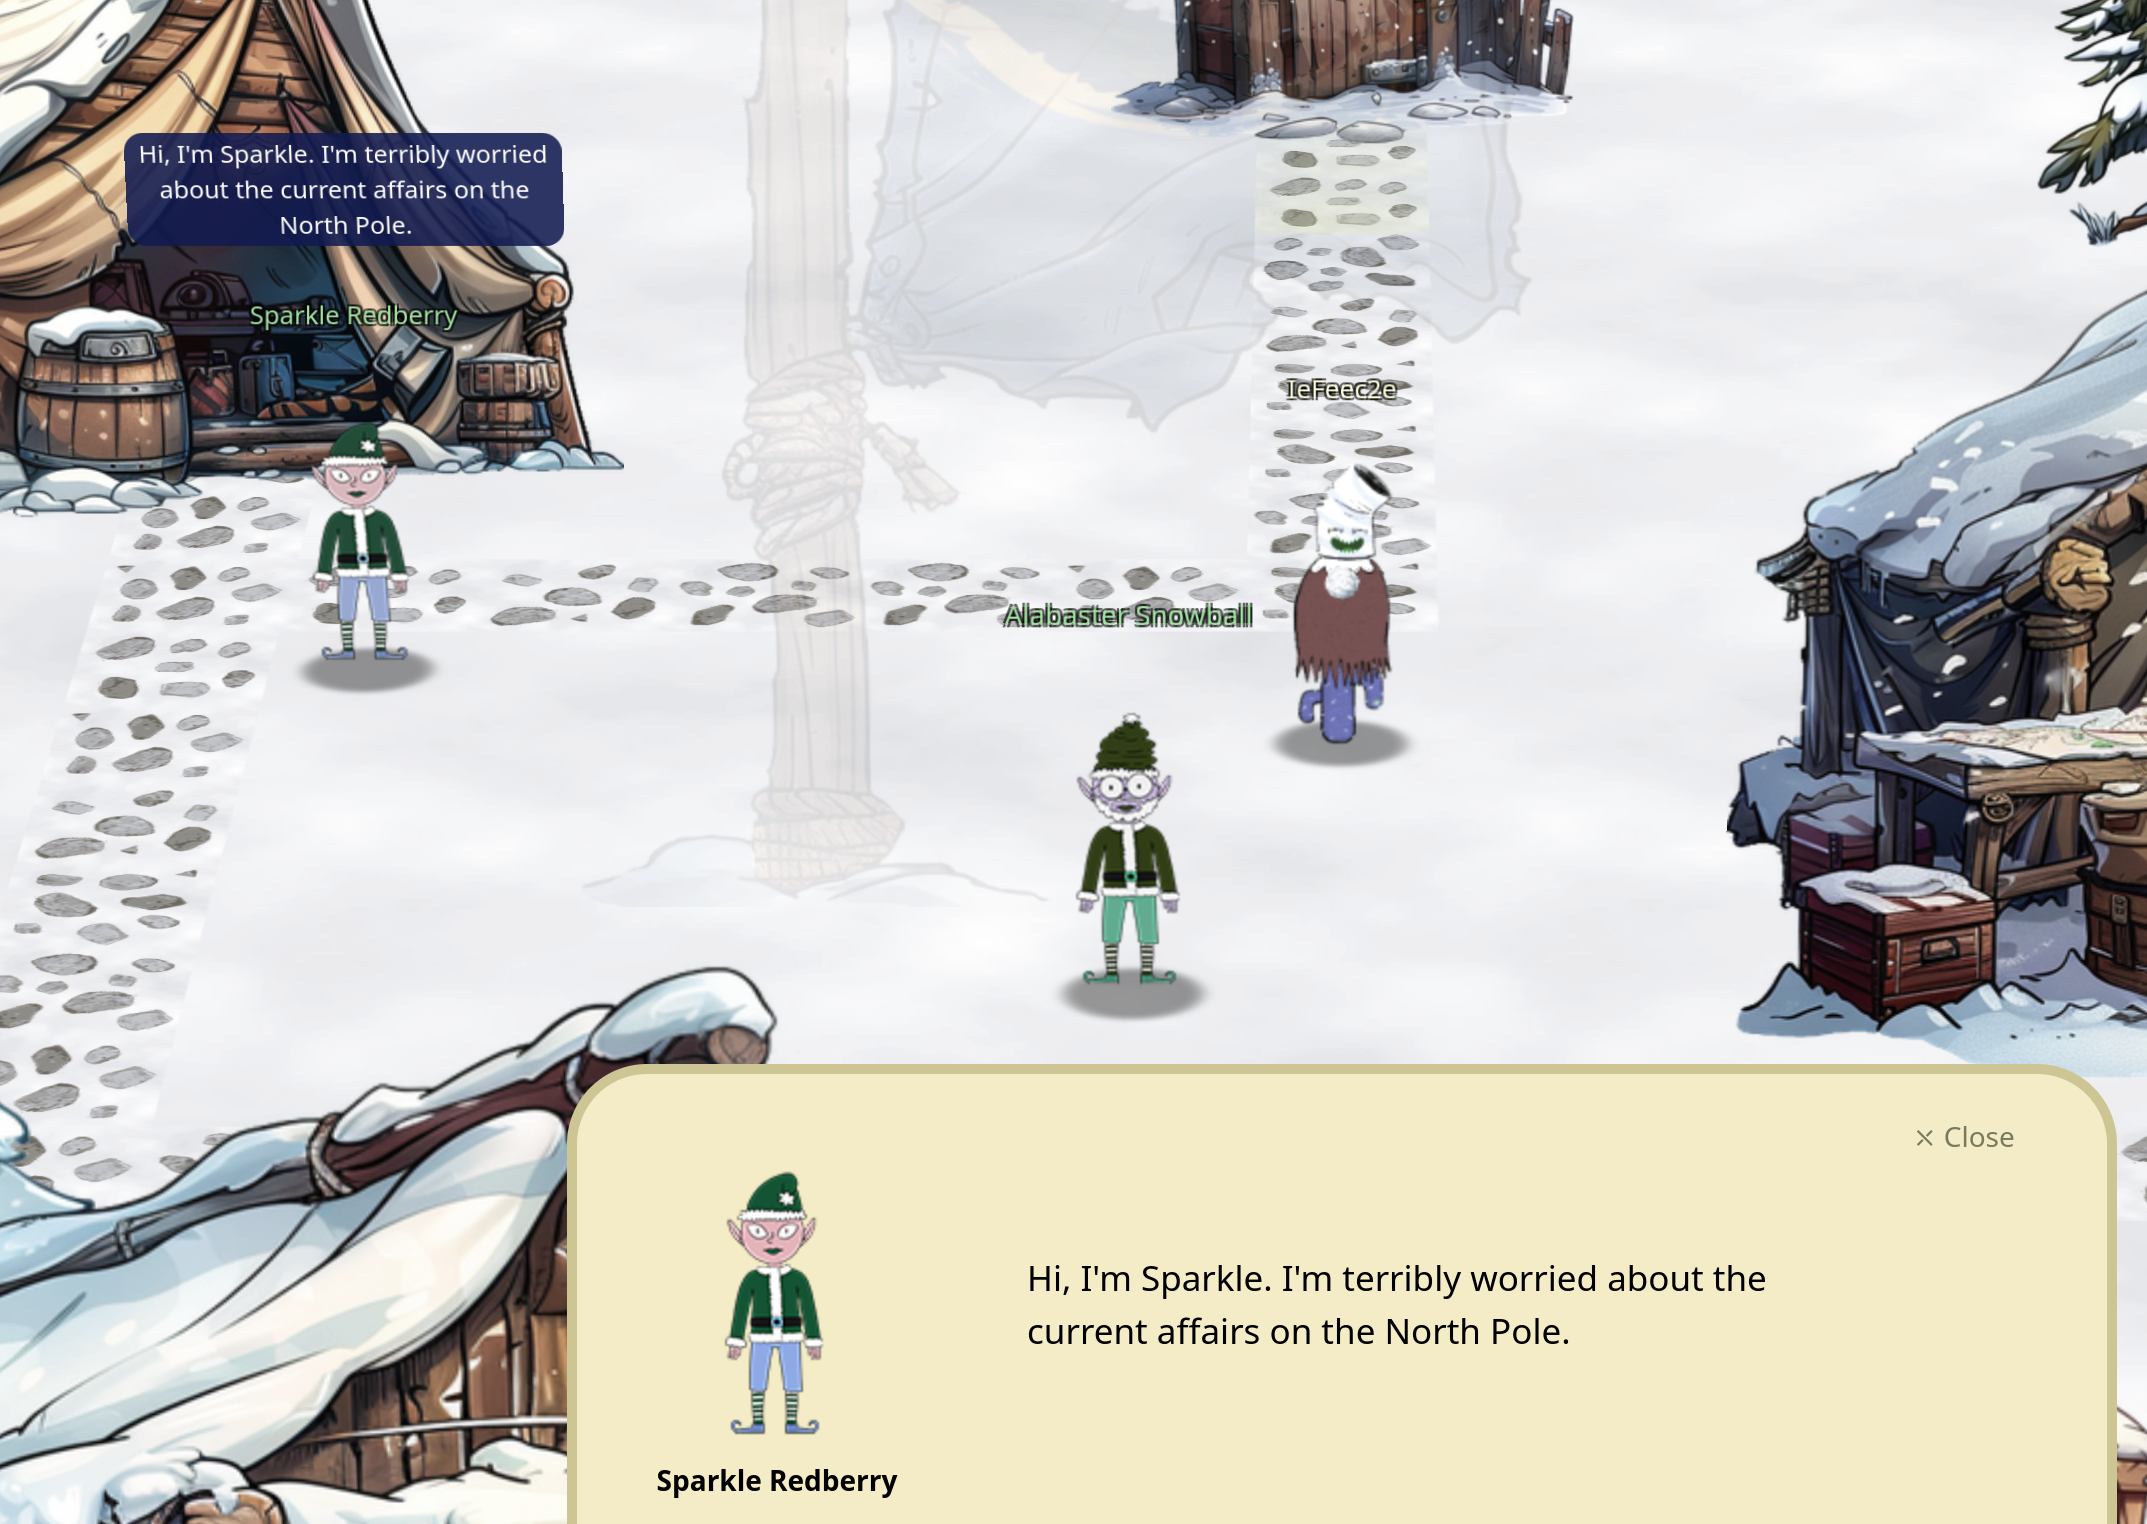 Hi, I'm Sparkle. I'm terribly worried
about the current affairs on the
North Pole.
Sparkle Redberry
IeFeec2e
Alabaster Snowball
× Close
Hi, I'm Sparkle. I'm terribly worried about the
current affairs on the North Pole.
Sparkle Redberry